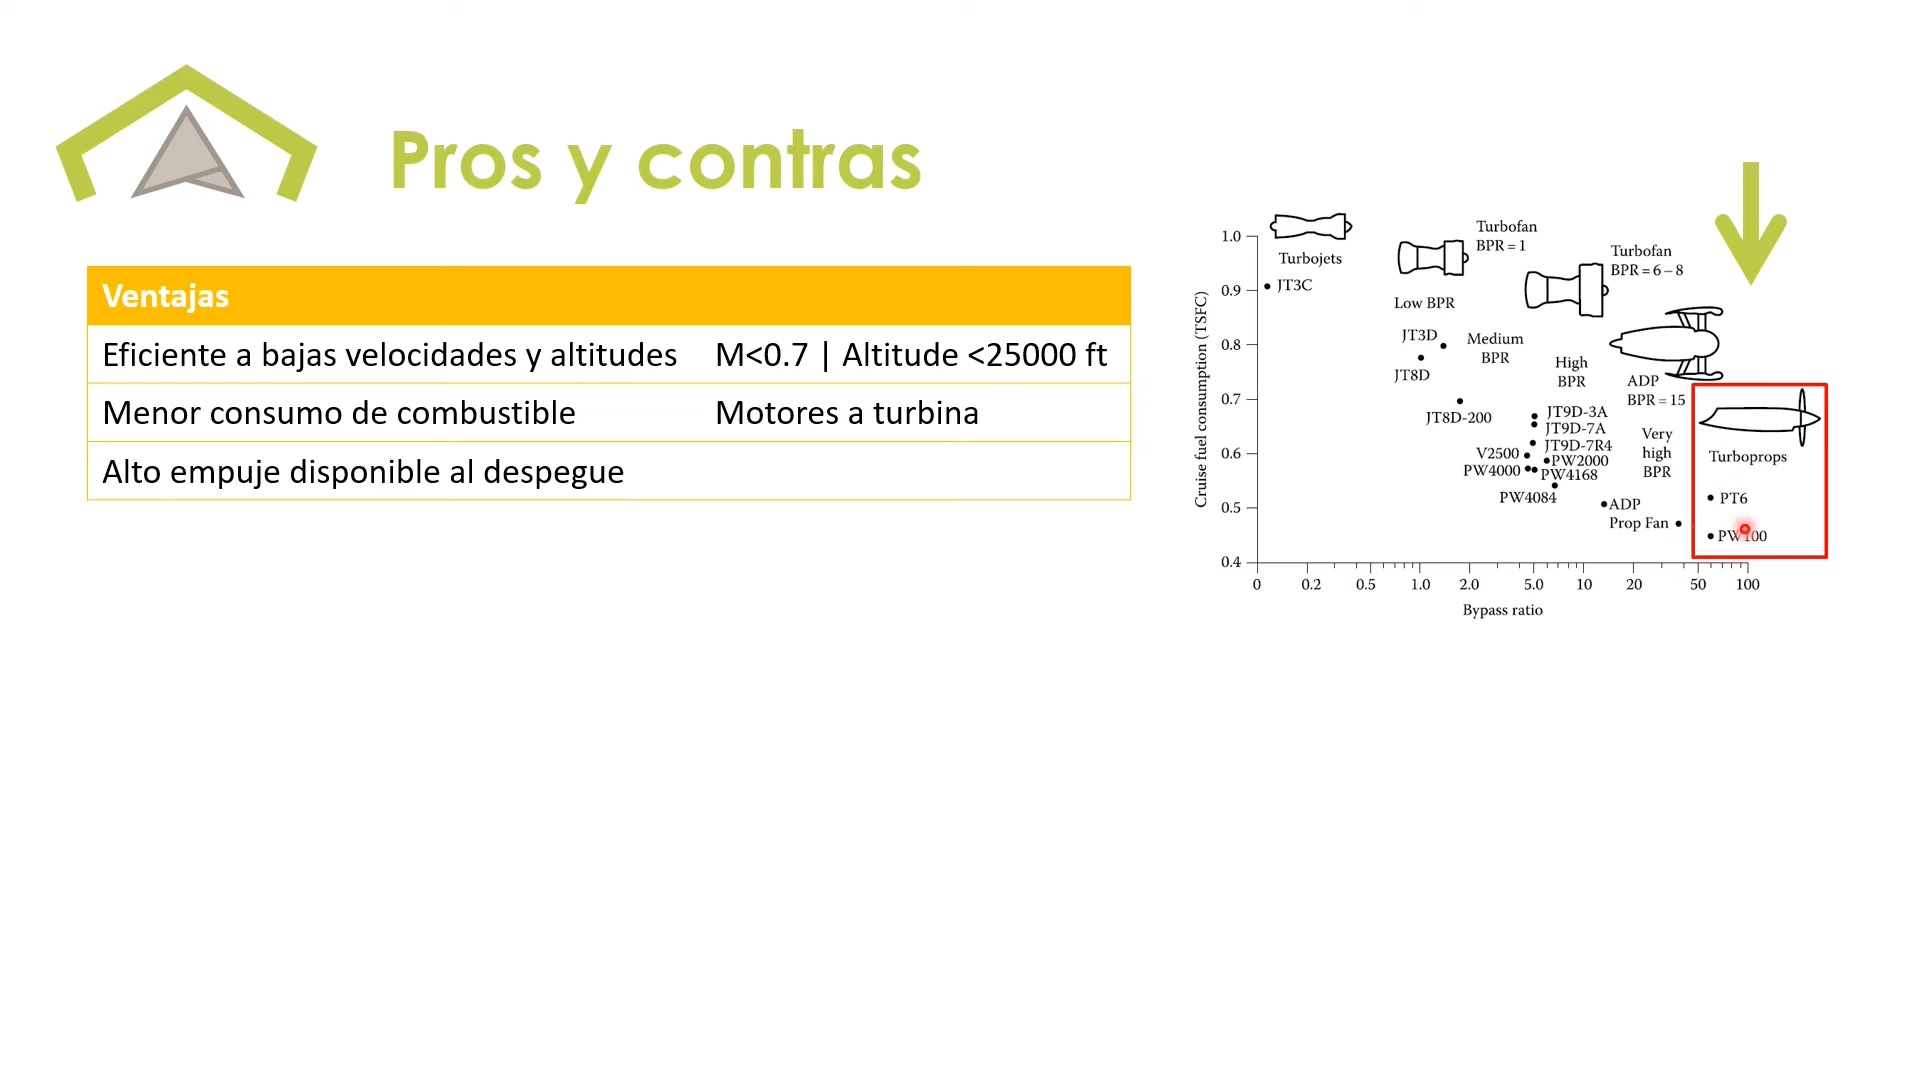 Pros y contras
Ventajas
Eficiente a bajas velocidades y altitudes M<0.7 | Altitude <25000 ft
Menor consumo de combustible Motores a turbina
Alto empuje disponible al despegue
Cruise fuel consumption (TSFC)
1.0
0.9
0.8
0.7
0.6
0.5
0.4
Turbojets
JT3C
Turbofan
BPR = 1
Low BPR
JT3D
JT8D
JT8D-200
Medium
BPR
Turbofan
BPR = 6 – 8
High
BPR
JT9D-3A
JT9D-7A
JT9D-7R4
V2500
PW2000
PW4000
PW4168
PW4084
ADP
BPR = 15
Very
high
BPR
ADP
Prop Fan
Turboprops
PT6
PW100
0 0.2 0.5 1.0 2.0 5.0 10 20 50 100
Bypass ratio